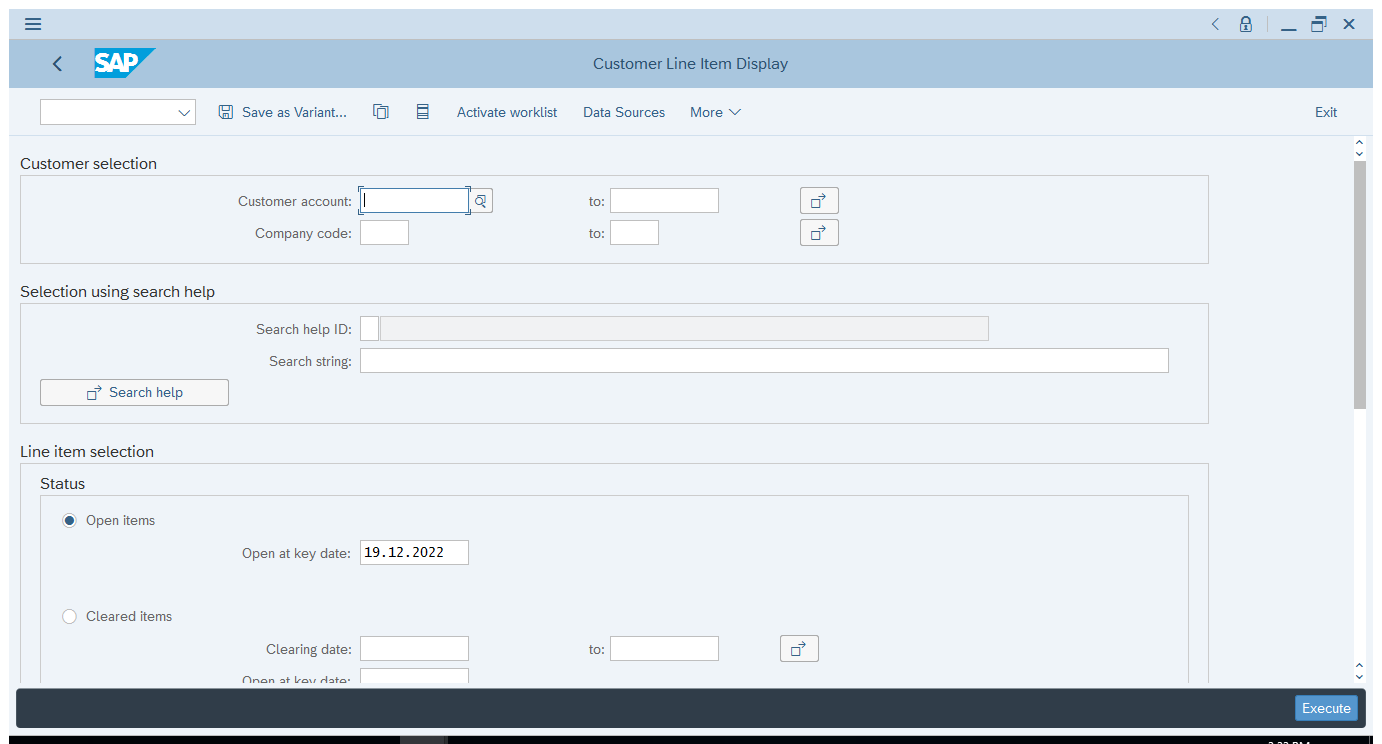 SAP
Customer Line Item Display
Save as Variant... Activate worklist Data Sources More Exit
Customer selection
Customer account: to:
Company code: to:
Selection using search help
Search help ID:
Search string:
Search help
Line item selection
Status
Open items
Open at key date: 19.12.2022
Cleared items
Clearing date: to:
Open at key date:
Execute